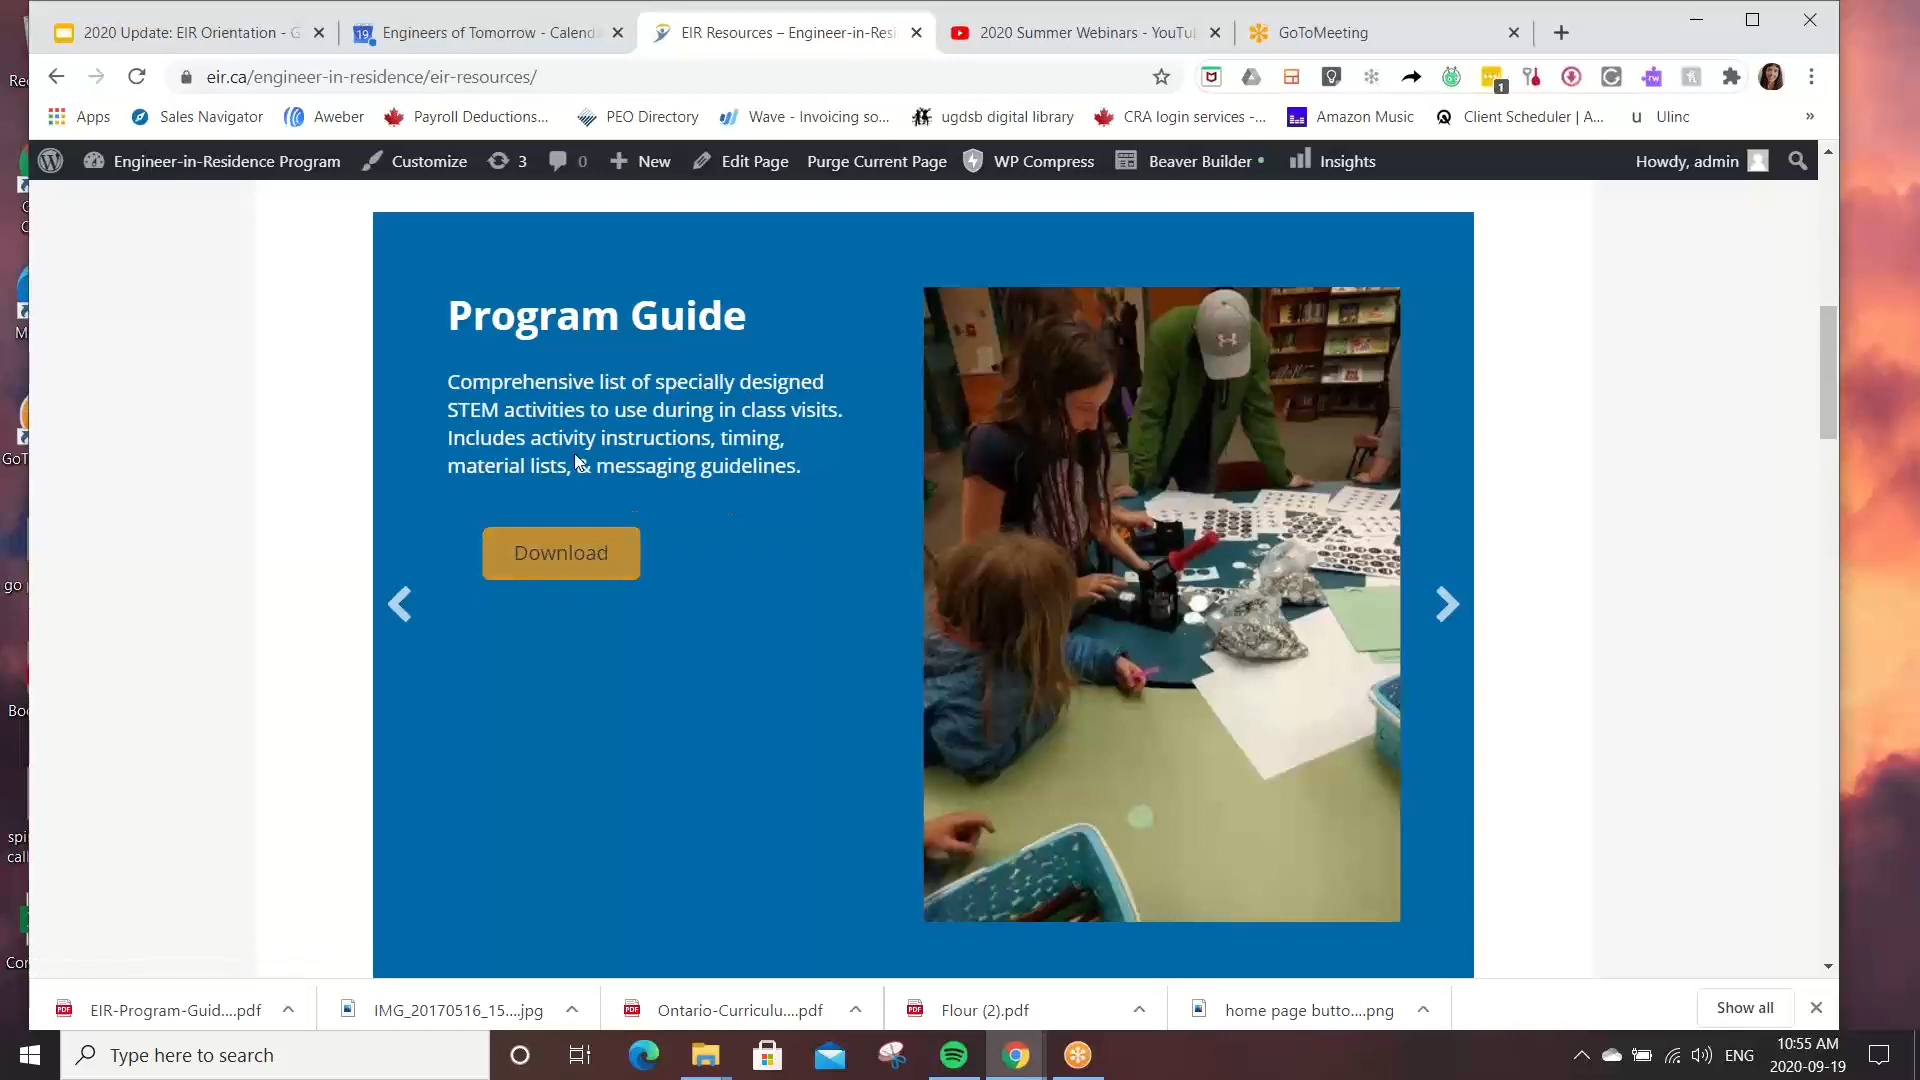 2020 Update: EIR Orientation - G
Engineers of Tomorrow - Calend
EIR Resources – Engineer-in-Resi
2020 Summer Webinars - YouTu
GoToMeeting
eir.ca/engineer-in-residence/eir-resources/
1
Apps
Sales Navigator
Aweber
Payroll Deductions...
PEO Directory
Wave - Invoicing so...
ugdsb digital library
CRA login services -...
Amazon Music
Client Scheduler | A...
Ulinc
Engineer-in-Residence Program
Customize
3
0
New
Edit Page
Purge Current Page
WP Compress
Beaver Builder
Insights
Howdy, admin
Program Guide
Comprehensive list of specially designed
STEM activities to use during in class visits.
Includes activity instructions, timing,
material lists, & messaging guidelines.
Download
EIR-Program-Guid....pdf
IMG_20170516_15....jpg
Ontario-Curriculu....pdf
Flour (2).pdf
home page butto....png
Show all
Type here to search
ENG
10:55 AM
2020-09-19